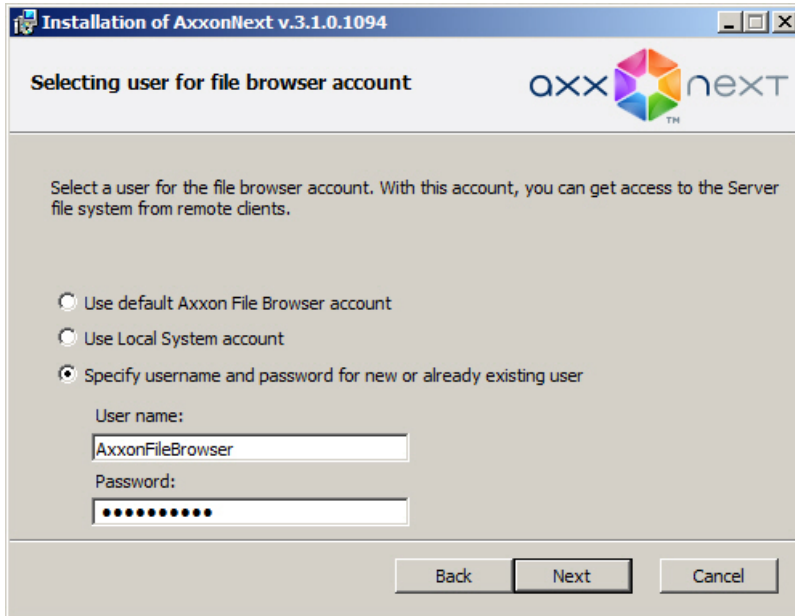 Installation of AxxonNext v.3.1.0.1094
Selecting user for file browser account
axxnext
TM
Select a user for the file browser account. With this account, you can get access to the Server
file system from remote clients.
Use default Axxon File Browser account
Use Local System account
Specify username and password for new or already existing user
User name:
AxxonFileBrowser
Password:
••••••••••
Back Next Cancel